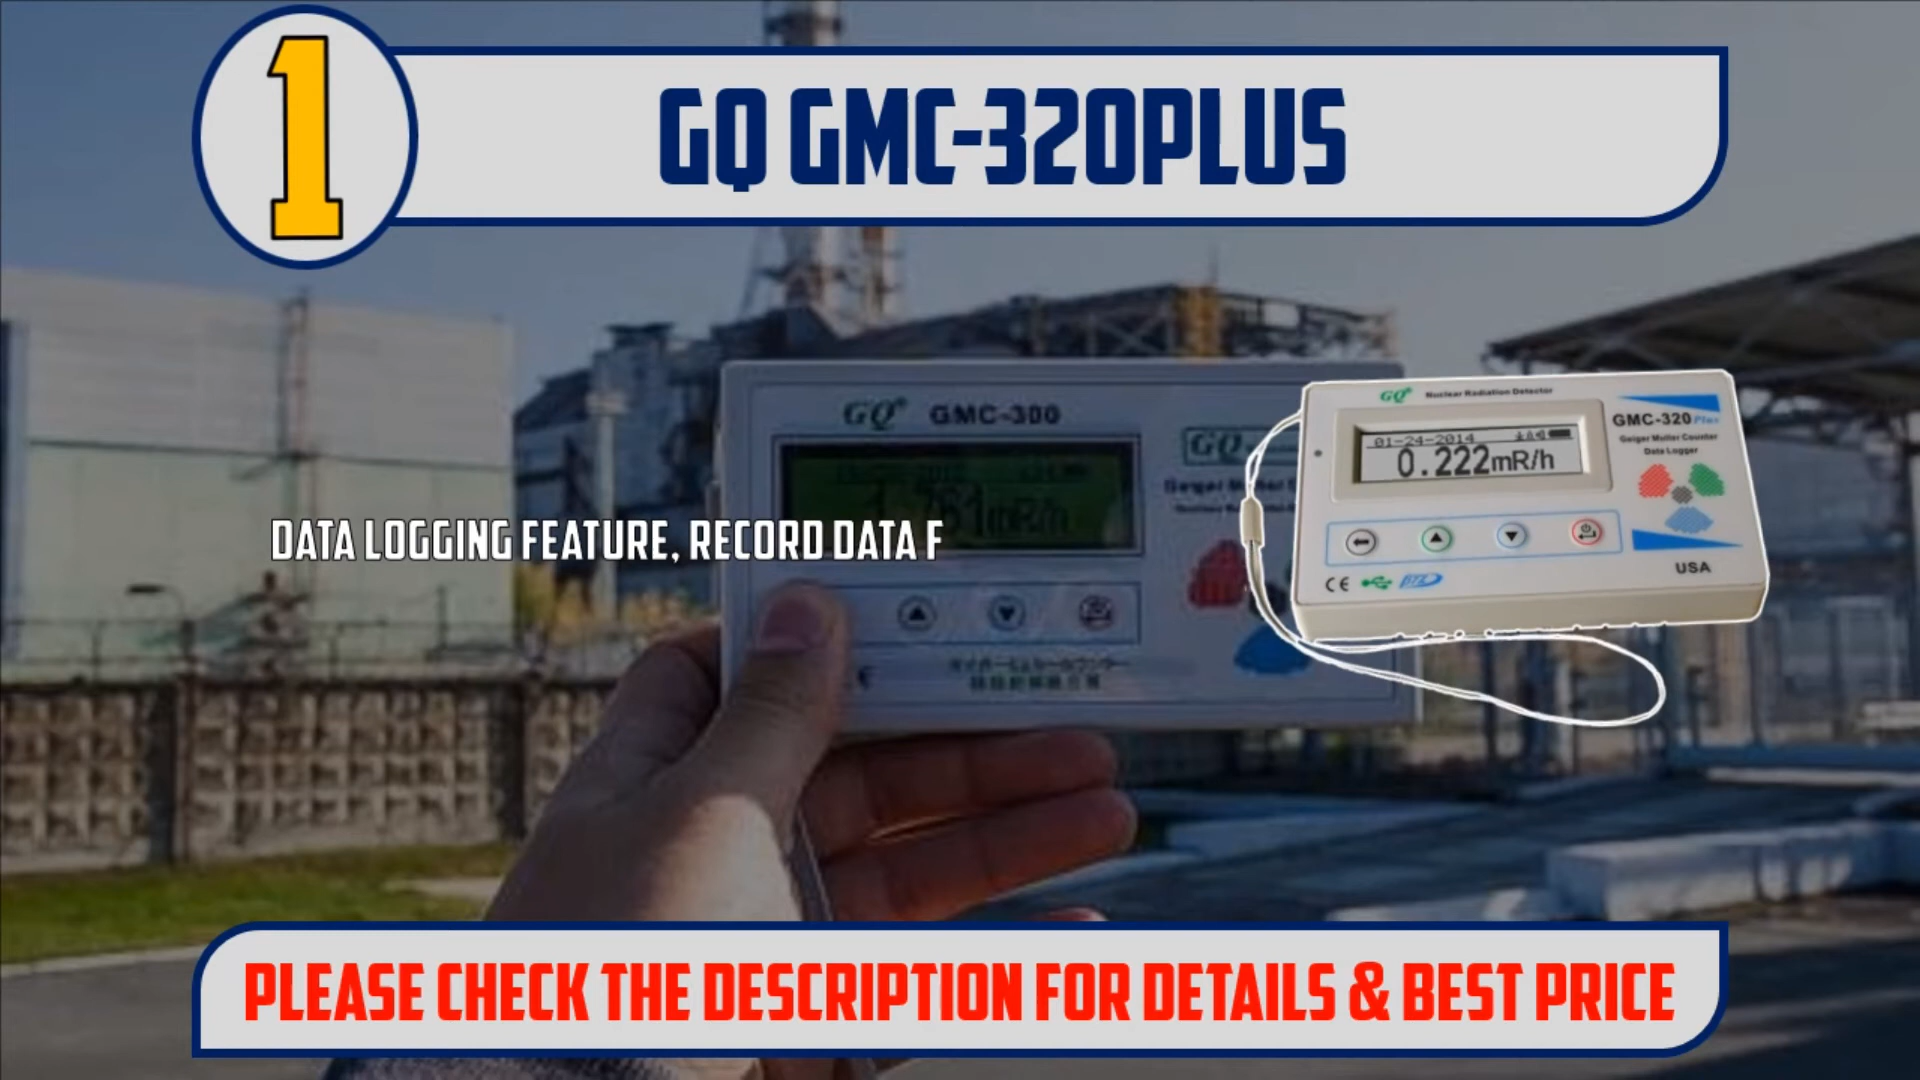 1
GQ GMC-320PLUS
GQ Nuclear Radiation Detector
GMC-320 Plus
Geiger Muller Counter
Data Logger
01-24-2014
0.222mR/h
USA
GQ GMC-300
GQ
DATA LOGGING FEATURE, RECORD DATA F
PLEASE CHECK THE DESCRIPTION FOR DETAILS & BEST PRICE